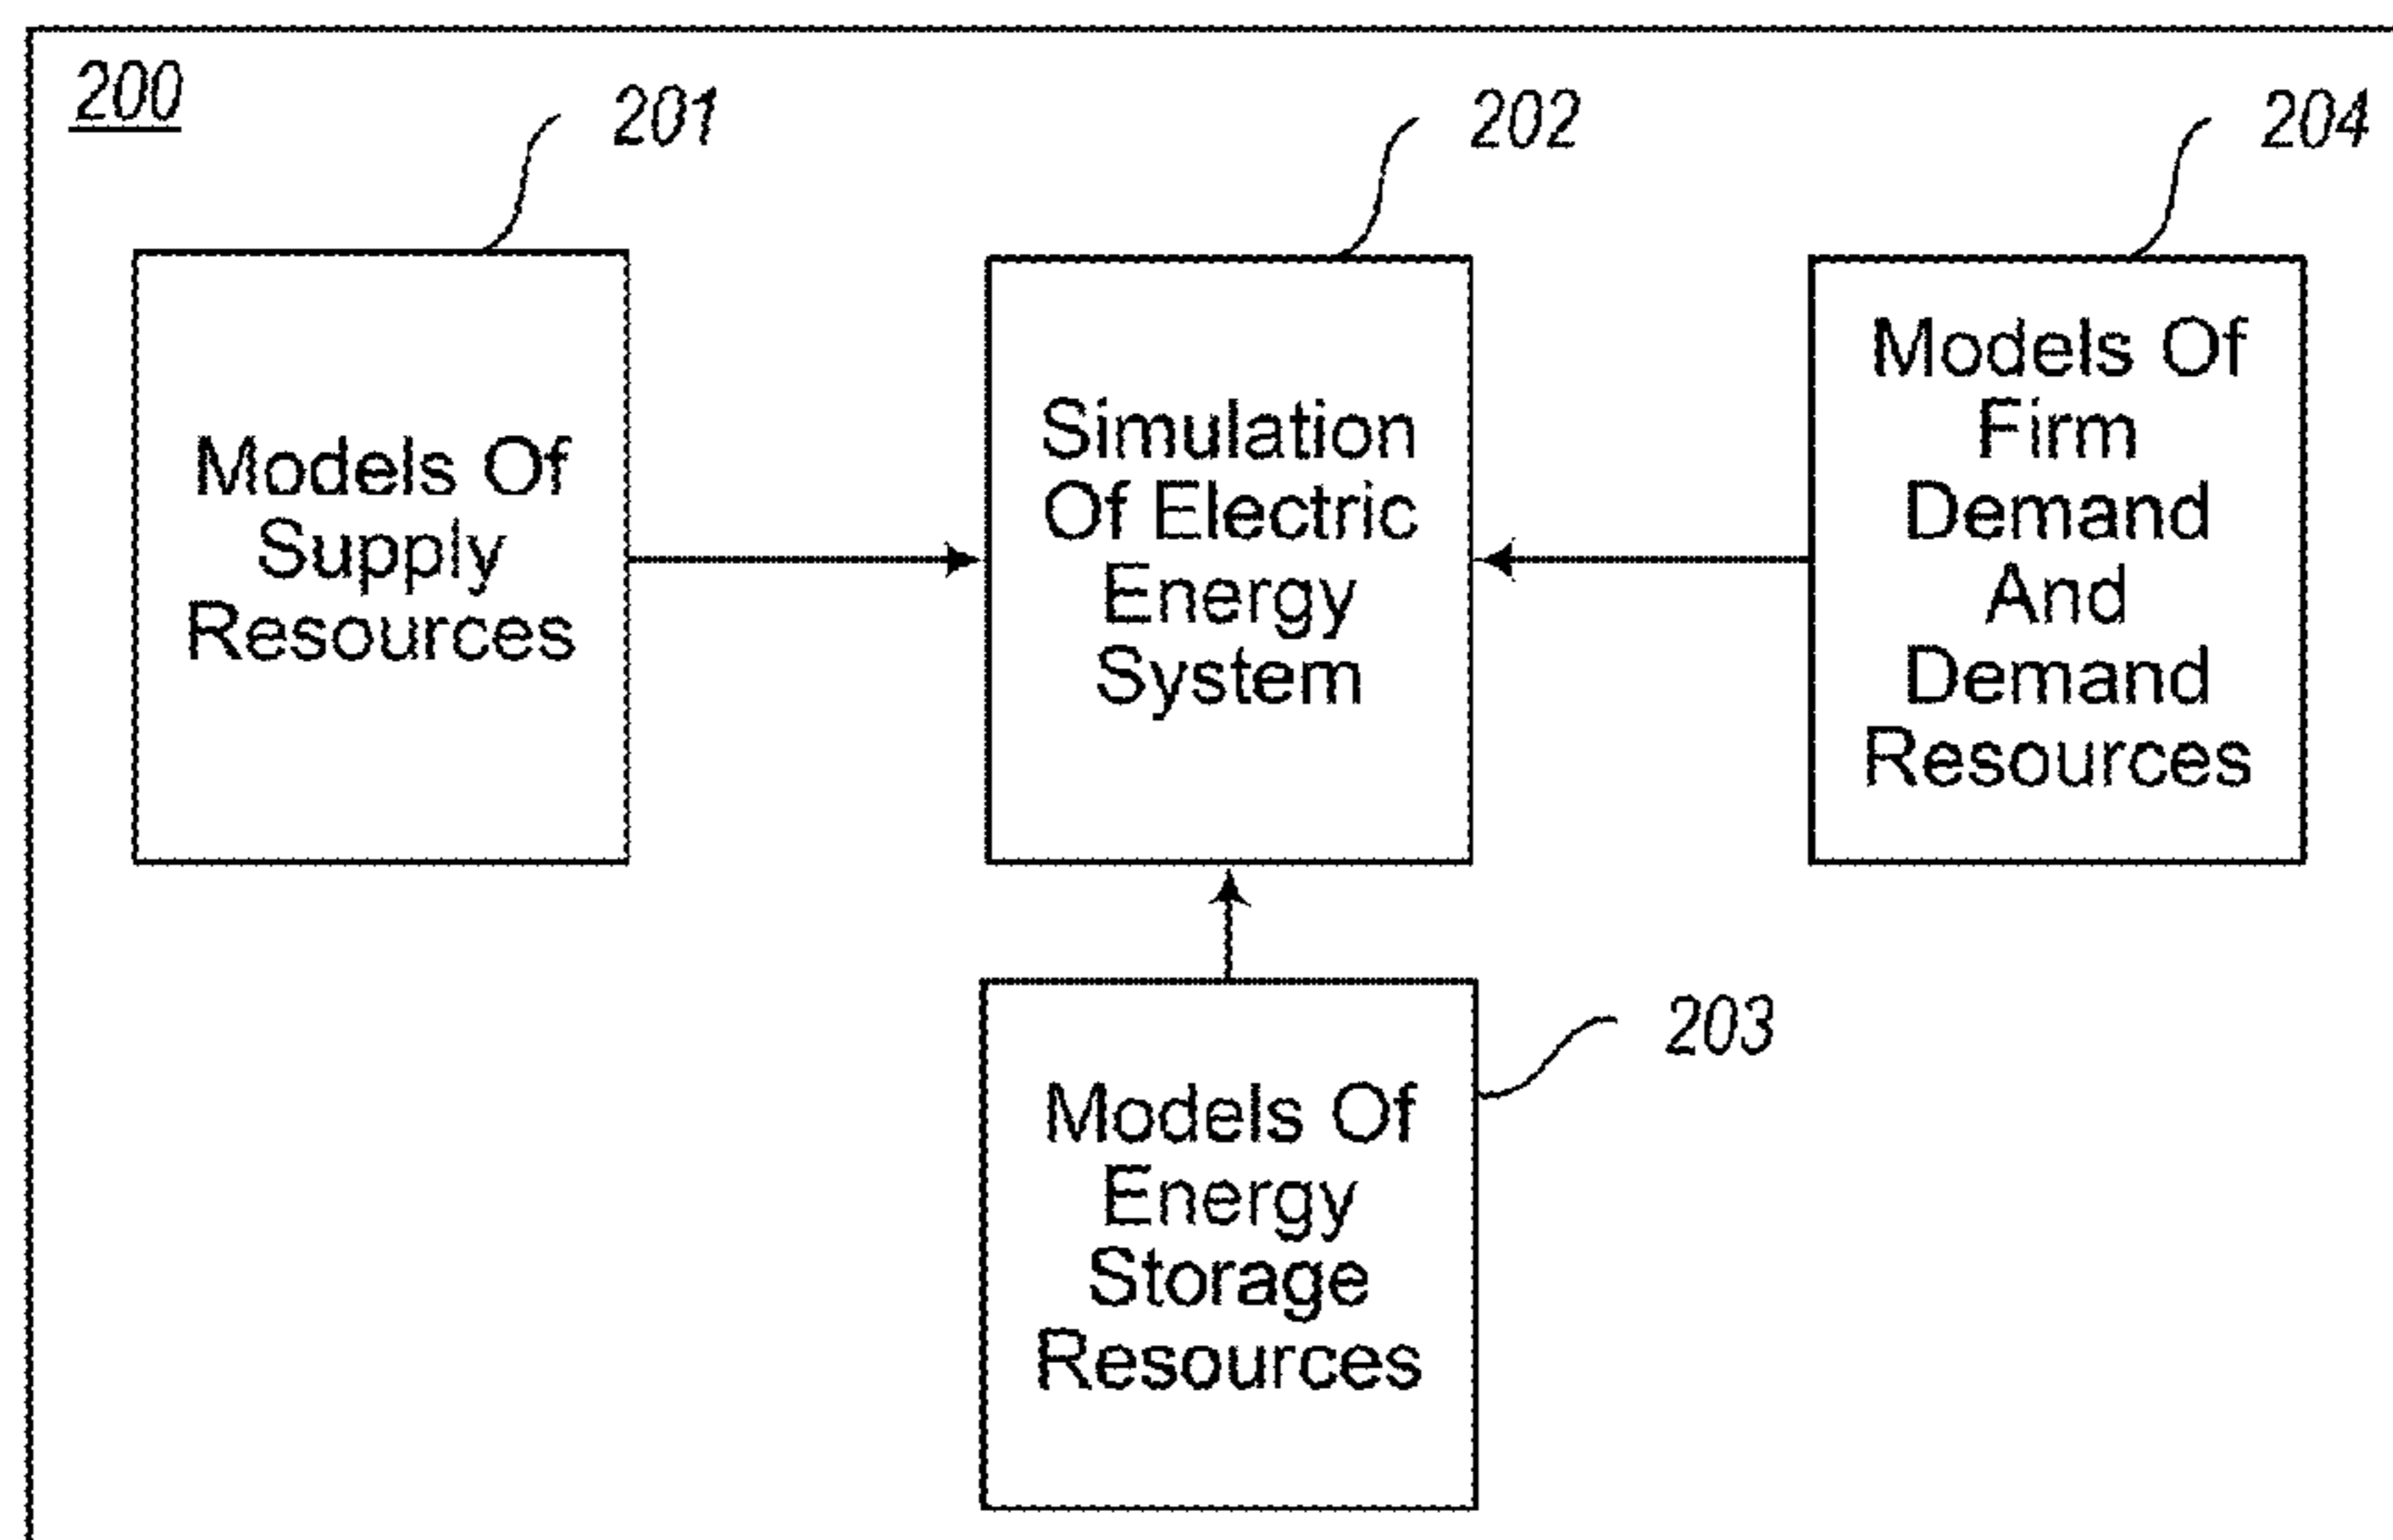 200
201
202
204
Models Of
Supply
Resources
Simulation
Of Electric
Energy
System
Models Of
Firm
Demand
And
Demand
Resources
203
Models Of
Energy
Storage
Resources